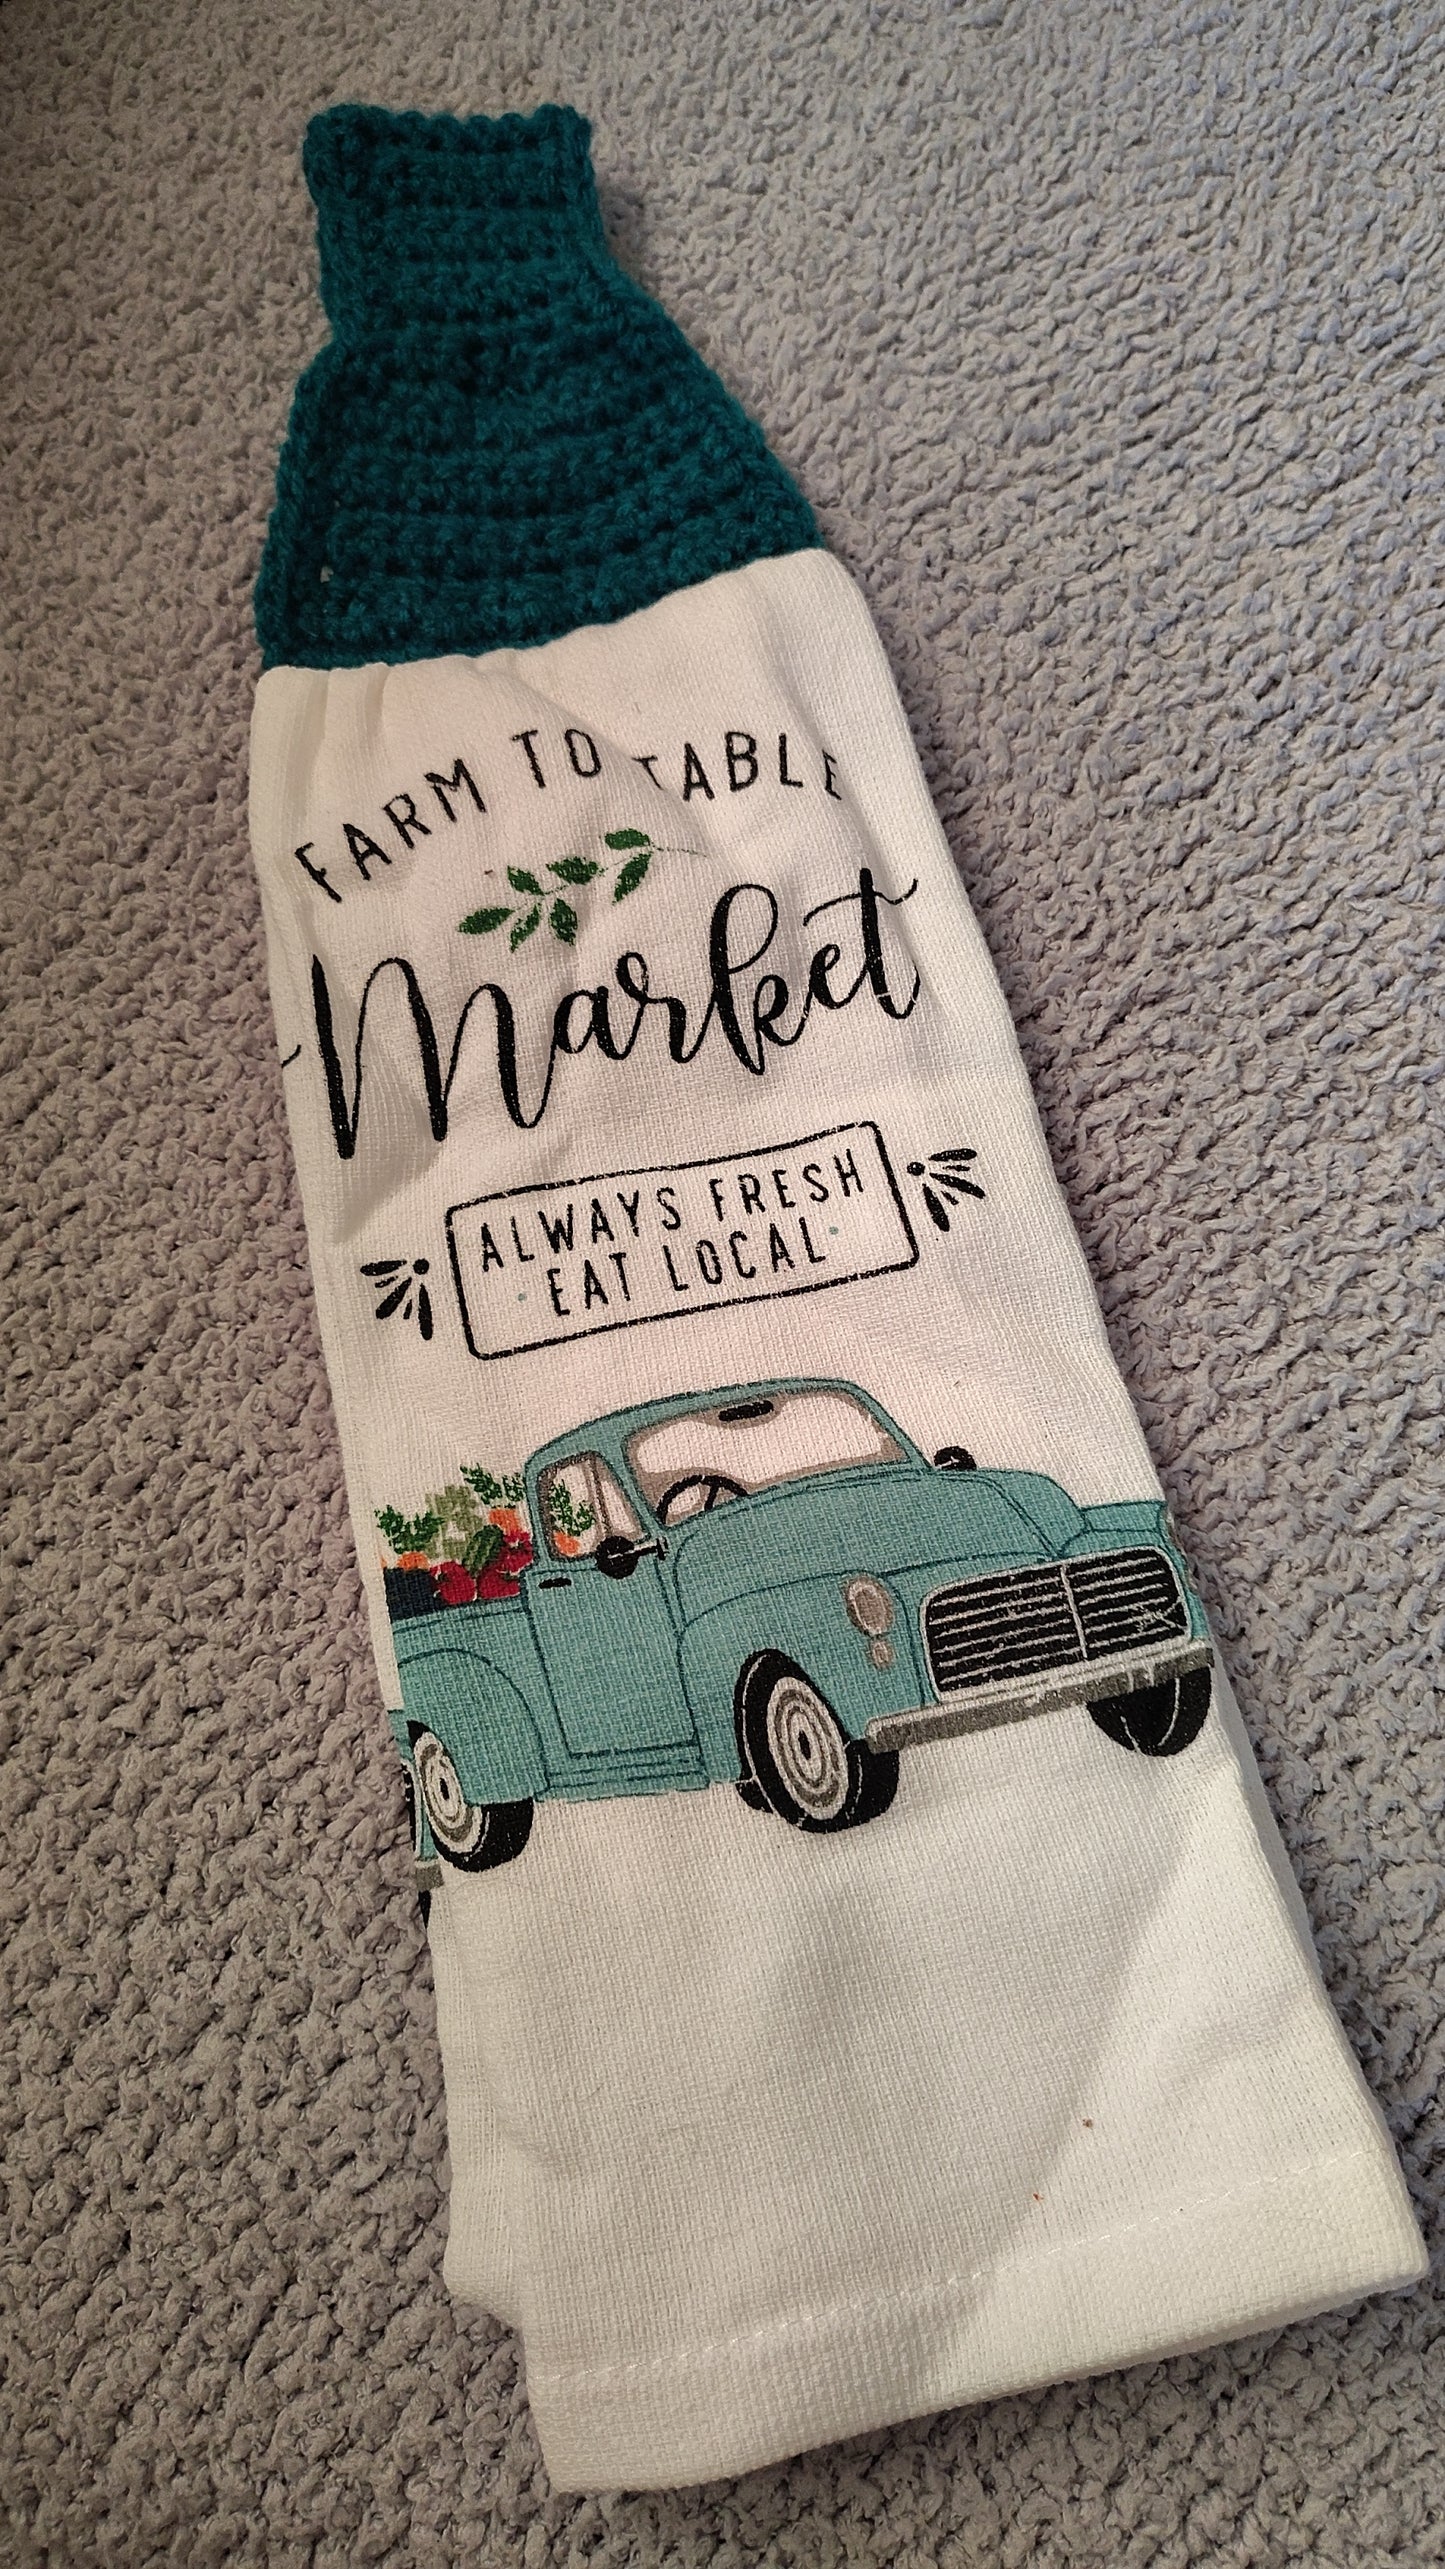 FARM TO TABLE
Market
ALWAYS FRESH
· EAT LOCAL ·